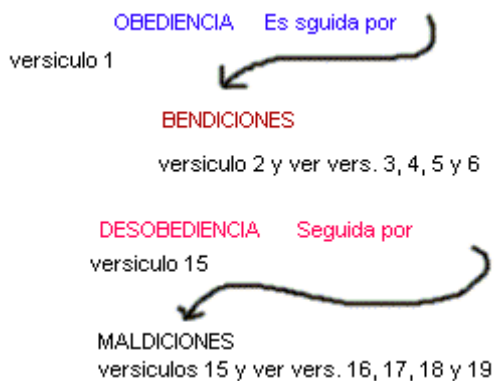 OBEDIENCIA Es sguida por
versiculo 1
BENDICIONES
versiculo 2 y ver vers. 3, 4, 5 y 6
DESOBEDIENCIA Seguida por
versiculo 15
MALDICIONES
versiculos 15 y ver vers. 16, 17, 18 y 19